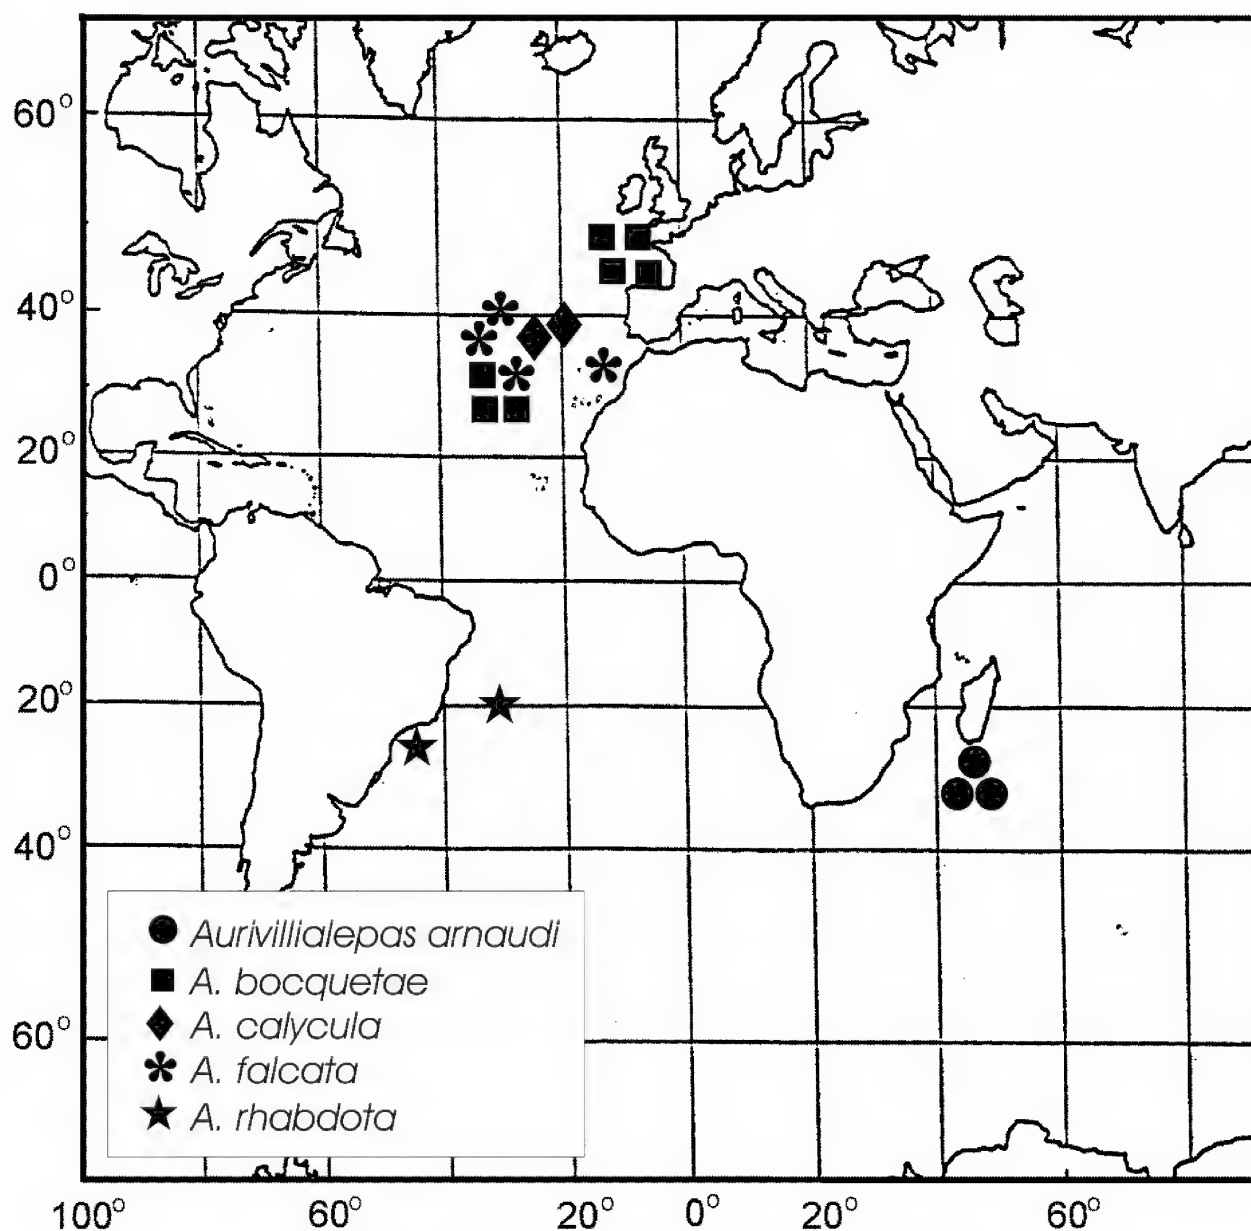 60°
40°
20°
0°
20°
40°
60°
Aurivillialepas arnaudi
A. bocquetae
A. calycula
A. falcata
A. rhabdota
100° 60° 20° 0° 20° 60°